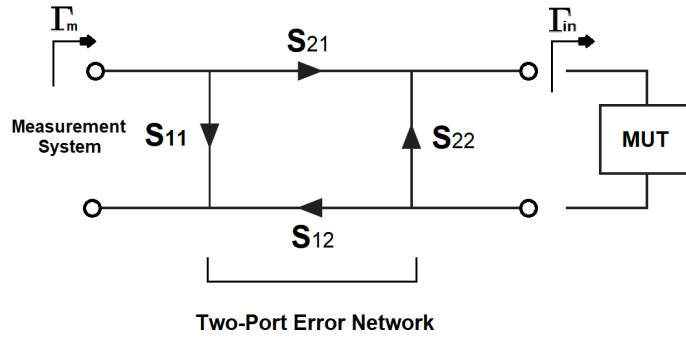 Γm
Γin
S21
Measurement
System
S11
S22
MUT
S12
Two-Port Error Network